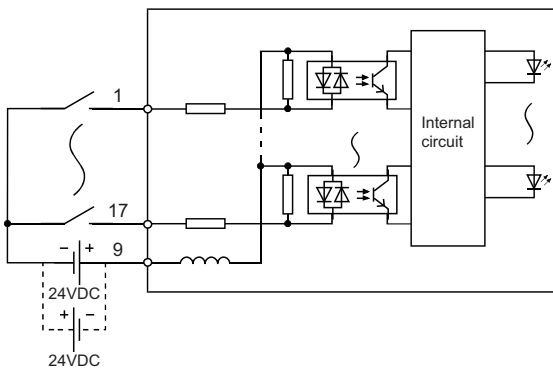 1
Internal
circuit
17
− + 9
24VDC
+ −
24VDC